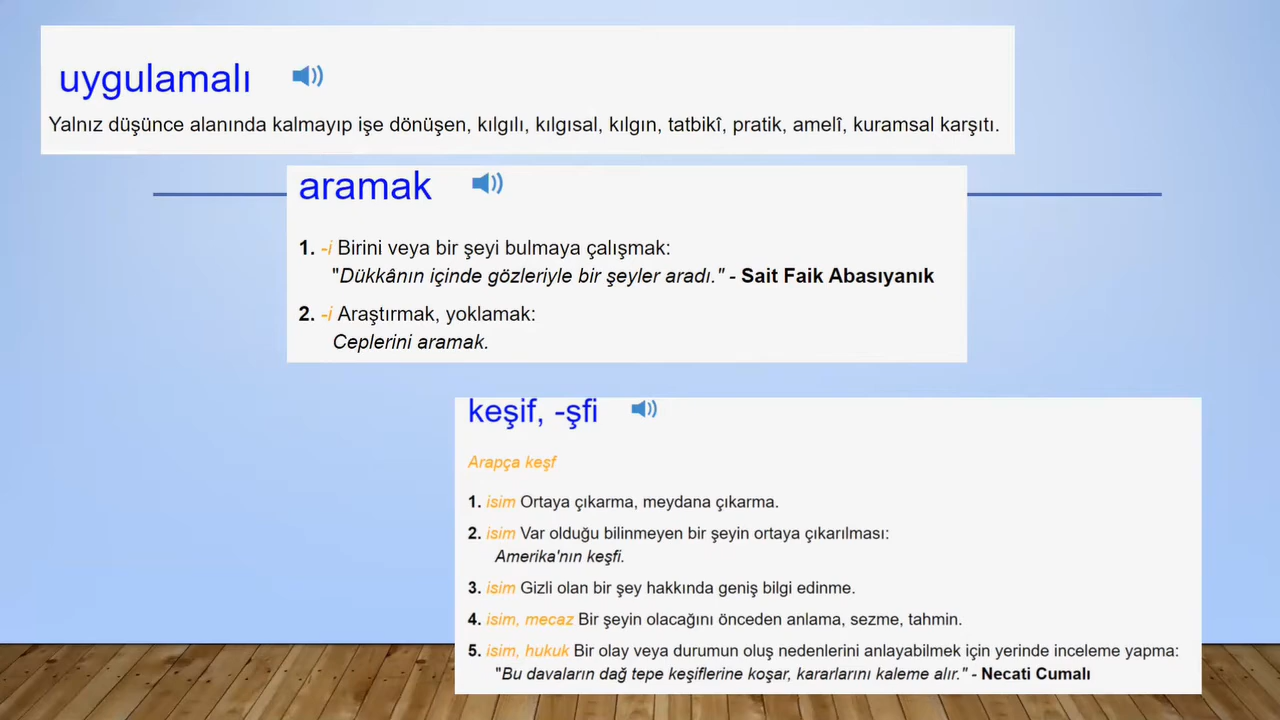 uygulamalı
Yalnız düşünce alanında kalmayıp işe dönüşen, kılgılı, kılgısal, kılgın, tatbikî, pratik, amelî, kuramsal karşıtı.
aramak
1. -i Birini veya bir şeyi bulmaya çalışmak:
"Dükkânın içinde gözleriyle bir şeyler aradı." - Sait Faik Abasıyanık
2. -i Araştırmak, yoklamak:
Ceplerini aramak.
keşif, -şfi
Arapça keşf
1. isim Ortaya çıkarma, meydana çıkarma.
2. isim Var olduğu bilinmeyen bir şeyin ortaya çıkarılması:
Amerika'nın keşfi.
3. isim Gizli olan bir şey hakkında geniş bilgi edinme.
4. isim, mecaz Bir şeyin olacağını önceden anlama, sezme, tahmin.
5. isim, hukuk Bir olay veya durumun oluş nedenlerini anlayabilmek için yerinde inceleme yapma:
"Bu davaların dağ tepe keşiflerine koşar, kararlarını kaleme alır." - Necati Cumalı